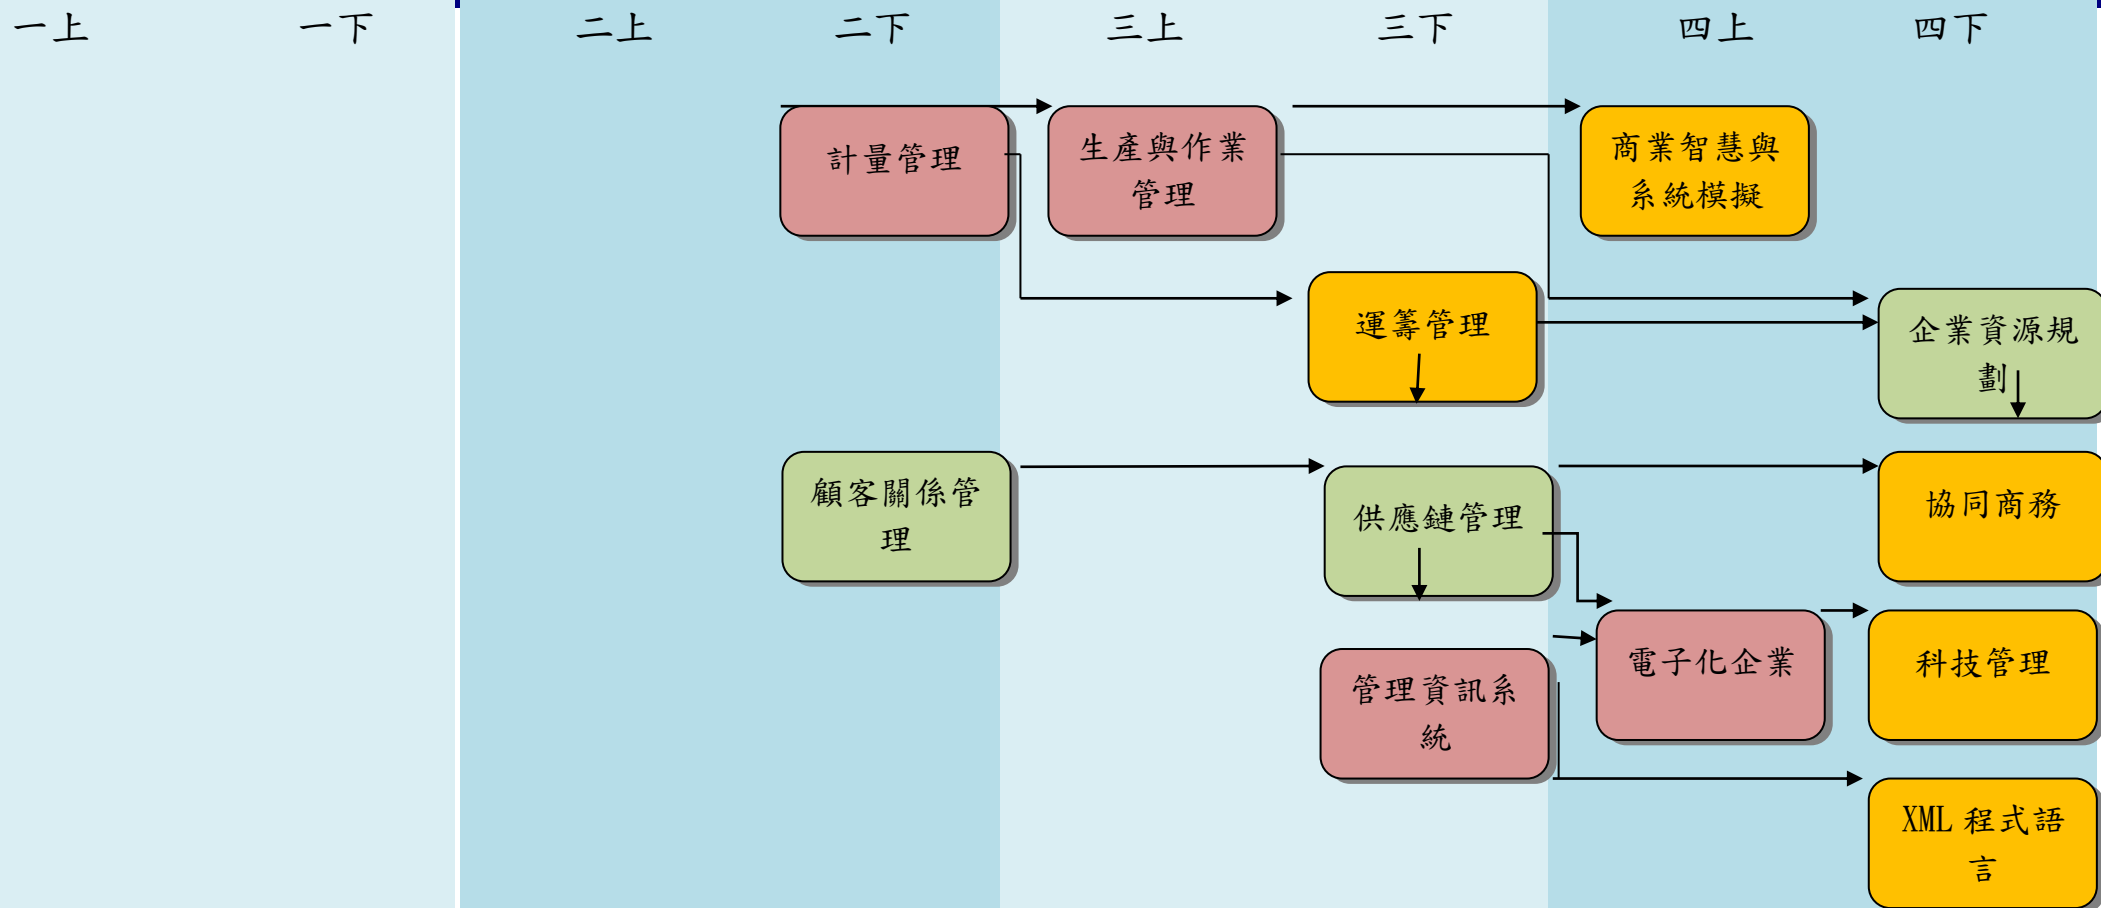 一上 一下 二上 二下 三上 三下 四上 四下
計量管理
生產與作業
管理
商業智慧與
系統模擬
運籌管理
企業資源規
劃
顧客關係管
理
供應鏈管理
協同商務
管理資訊系
統
電子化企業
科技管理
XML 程式語
言